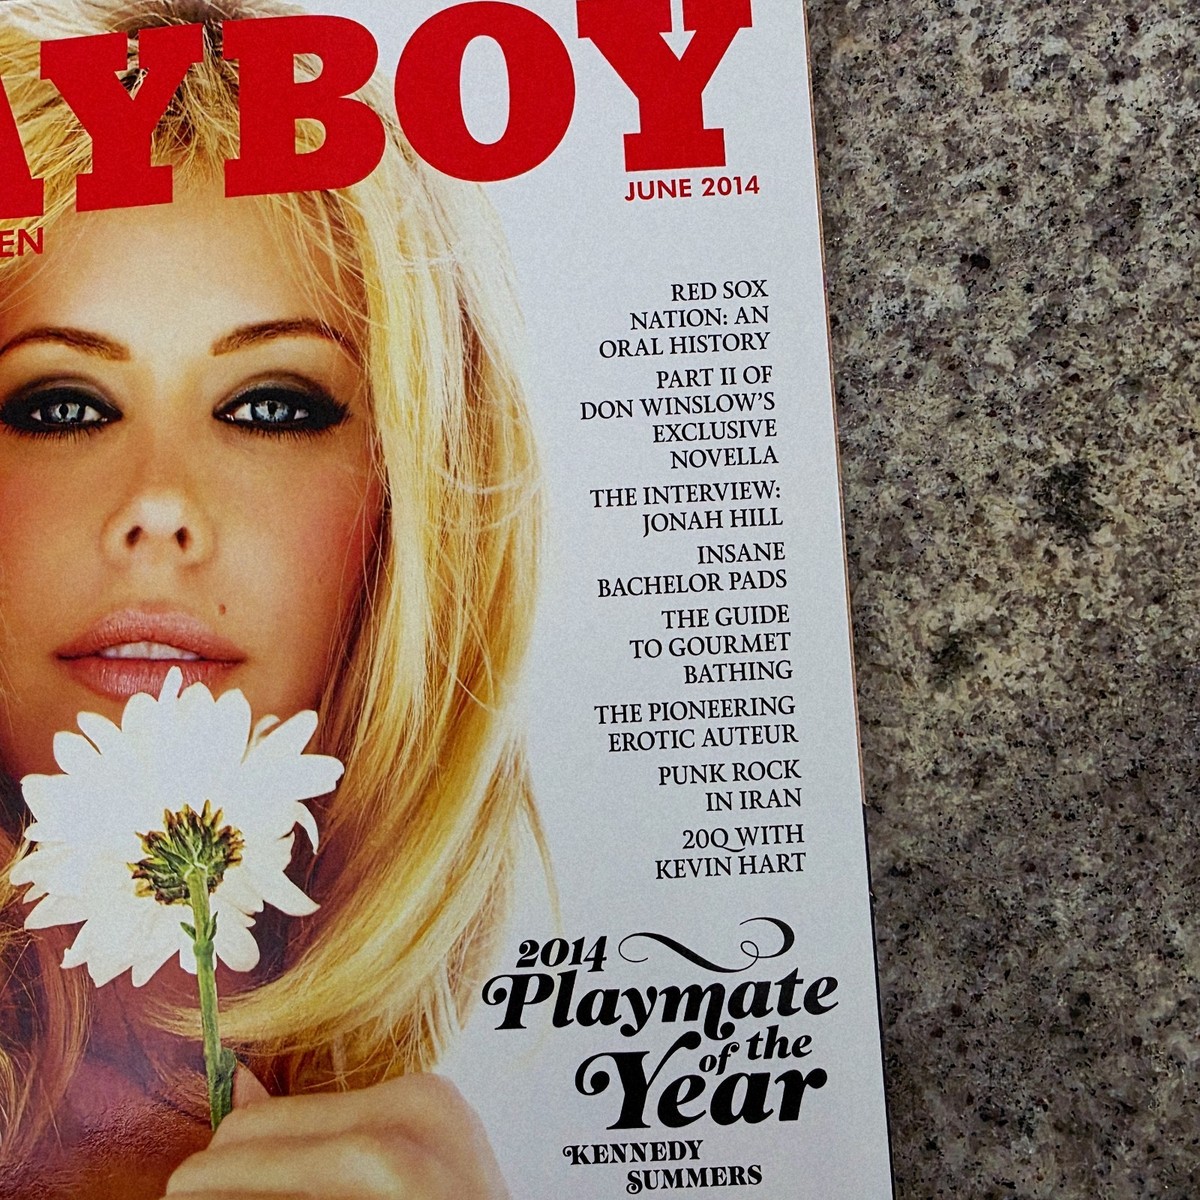 AYBOY
EN
JUNE 2014
RED SOX
NATION: AN
ORAL HISTORY
PART II OF
DON WINSLOW'S
EXCLUSIVE
NOVELLA
THE INTERVIEW:
JONAH HILL
INSANE
BACHELOR PADS
THE GUIDE
TO GOURMET
BATHING
THE PIONEERING
EROTIC AUTEUR
PUNK ROCK
IN IRAN
20Q WITH
KEVIN HART
2014
Playmate
of the
Year
KENNEDY
SUMMERS